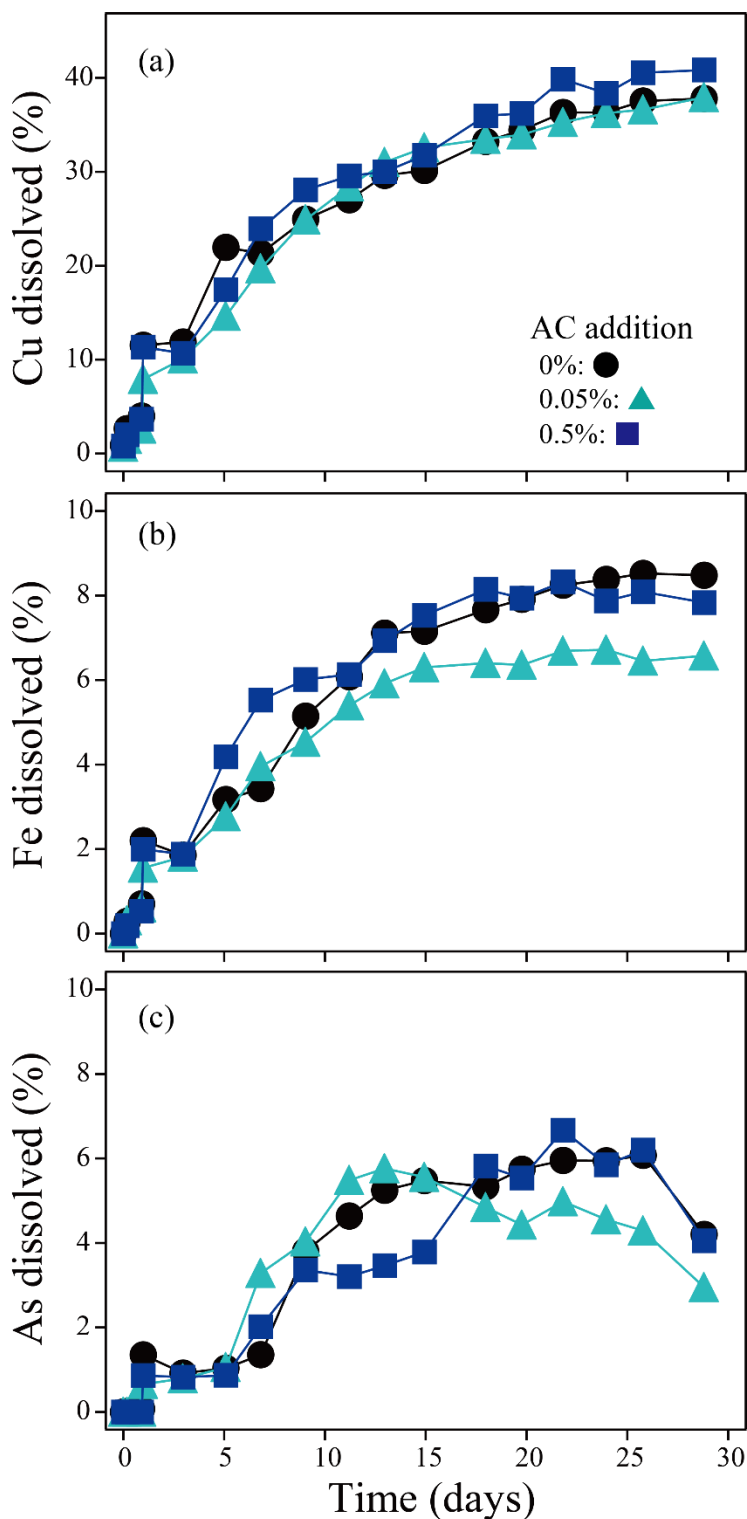 (a)
Cu dissolved (%)
40
30
20
10
0
AC addition
0%:
0.05%:
0.5%:
(b)
Fe dissolved (%)
10
8
6
4
2
0
(c)
As dissolved (%)
10
8
6
4
2
0
0 5 10 15 20 25 30
Time (days)